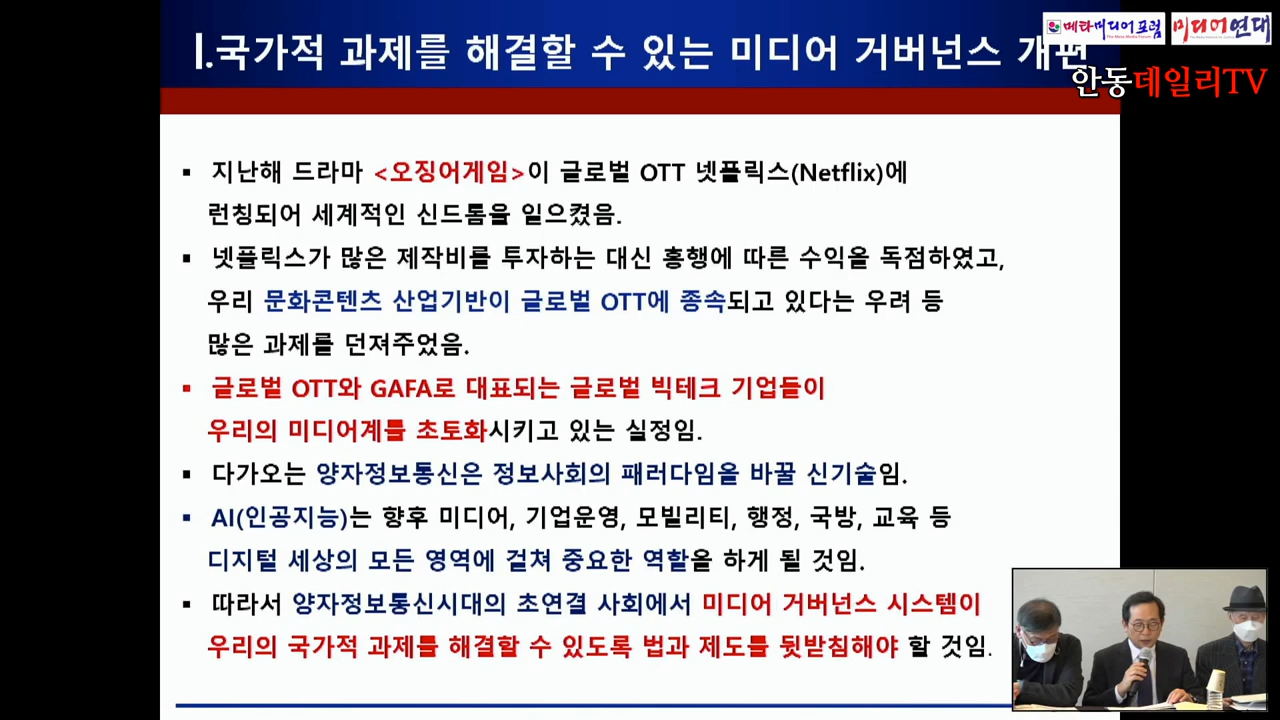 메타미디어포럼 미디어연대
Ⅰ.국가적 과제를 해결할 수 있는 미디어 거버넌스 개편
안동데일리TV
▪ 지난해 드라마 <오징어게임>이 글로벌 OTT 넷플릭스(Netflix)에
런칭되어 세계적인 신드롬을 일으켰음.
▪ 넷플릭스가 많은 제작비를 투자하는 대신 흥행에 따른 수익을 독점하였고,
우리 문화콘텐츠 산업기반이 글로벌 OTT에 종속되고 있다는 우려 등
많은 과제를 던져주었음.
▪ 글로벌 OTT와 GAFA로 대표되는 글로벌 빅테크 기업들이
우리의 미디어계를 초토화시키고 있는 실정임.
▪ 다가오는 양자정보통신은 정보사회의 패러다임을 바꿀 신기술임.
▪ AI(인공지능)는 향후 미디어, 기업운영, 모빌리티, 행정, 국방, 교육 등
디지털 세상의 모든 영역에 걸쳐 중요한 역할을 하게 될 것임.
▪ 따라서 양자정보통신시대의 초연결 사회에서 미디어 거버넌스 시스템이
우리의 국가적 과제를 해결할 수 있도록 법과 제도를 뒷받침해야 할 것임.